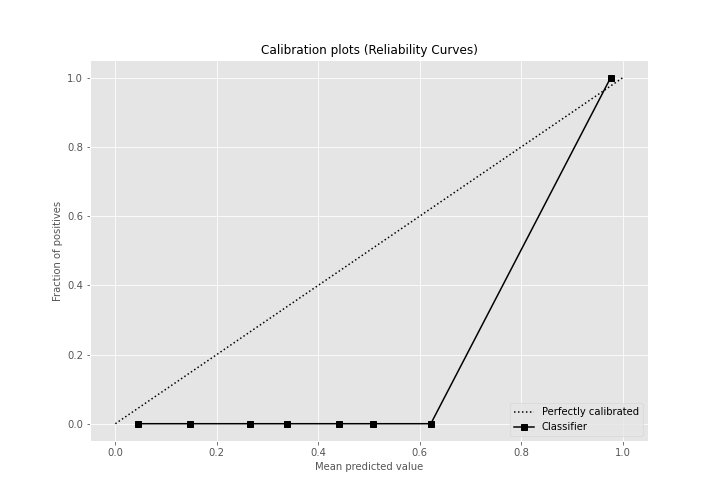 Calibration plots (Reliability Curves)
1.0
0.8
0.6
0.4
0.2
0.0
Fraction of positives
0.0 0.2 0.4 0.6 0.8 1.0
Mean predicted value
Perfectly calibrated
Classifier